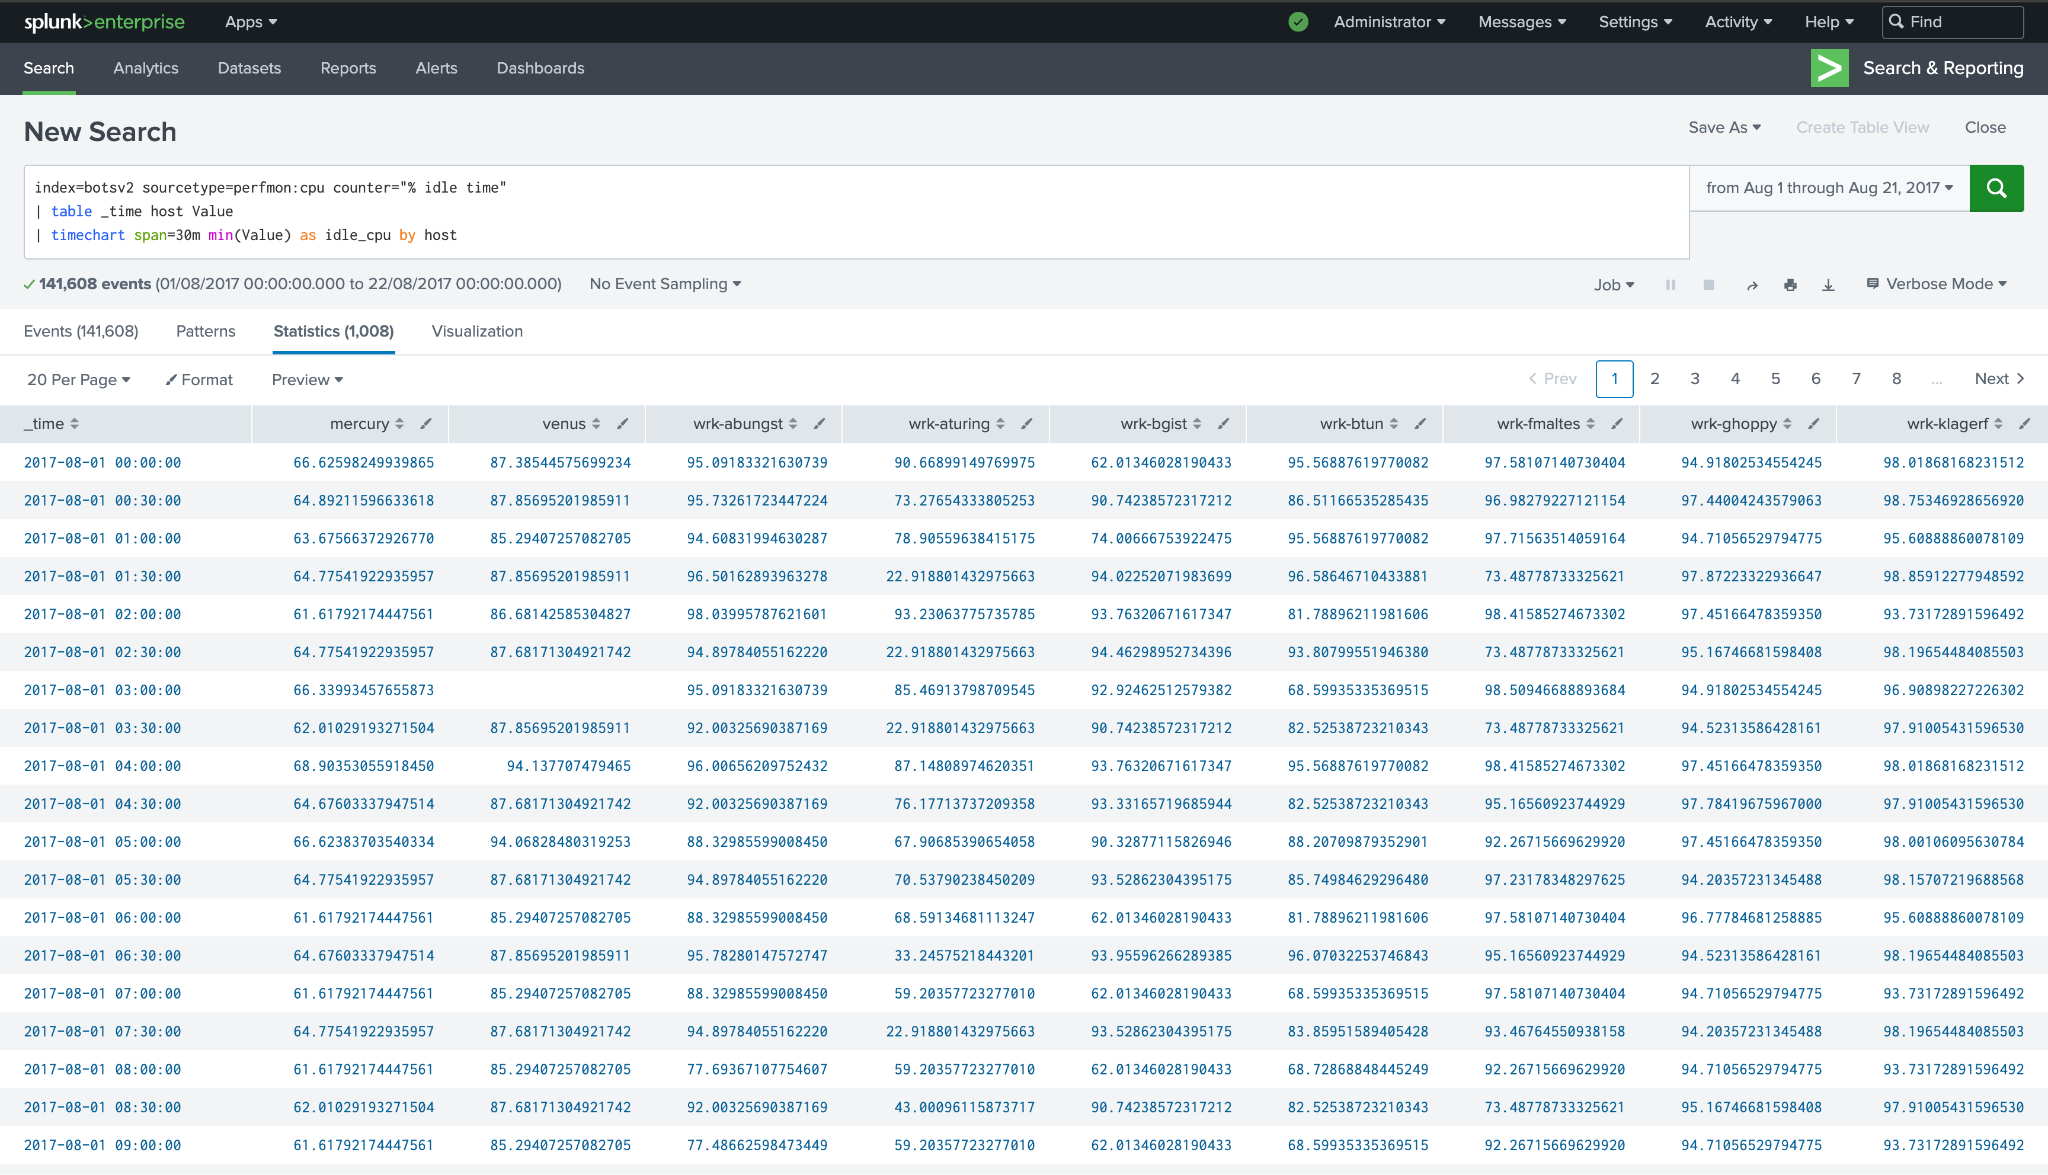 splunk>enterprise Apps Administrator Messages Settings Activity Help Find
Search Analytics Datasets Reports Alerts Dashboards Search & Reporting
New Search Save As Create Table View Close
index=botsv2 sourcetype=perfmon:cpu counter="% idle time" from Aug 1 through Aug 21, 2017
| table _time host Value
| timechart span=30m min(Value) as idle_cpu by host
141,608 events (01/08/2017 00:00:00.000 to 22/08/2017 00:00:00.000) No Event Sampling Job Verbose Mode
Events (141,608) Patterns Statistics (1,008) Visualization
20 Per Page Format Preview < Prev 1 2 3 4 5 6 7 8 ... Next >
_time mercury venus wrk-abungst wrk-aturing wrk-bgist wrk-btun wrk-fmaltes wrk-ghoppy wrk-klagerf
2017-08-01 00:00:00 66.62598249939865 87.38544575699234 95.09183321630739 90.66899149769975 62.01346028190433 95.56887619770082 97.58107140730404 94.91802534554245 98.01868168231512
2017-08-01 00:30:00 64.89211596633618 87.85695201985911 95.73261723447224 73.27654333805253 90.74238572317212 86.51166535285435 96.98279227121154 97.44004243579063 98.75346928656920
2017-08-01 01:00:00 63.67566372926770 85.29407257082705 94.60831994630287 78.90559638415175 74.00666753922475 95.56887619770082 97.71563514059164 94.71056529794775 95.60888860078109
2017-08-01 01:30:00 64.77541922935957 87.85695201985911 96.50162893963278 22.918801432975663 94.02252071983699 96.58646710433881 73.48778733325621 97.87223322936647 98.85912277948592
2017-08-01 02:00:00 61.61792174447561 86.68142585304827 98.03995787621601 93.23063775735785 93.76320671617347 81.78896211981606 98.41585274673302 97.45166478359350 93.73172891596492
2017-08-01 02:30:00 64.77541922935957 87.68171304921742 94.89784055162220 22.918801432975663 94.46298952734396 93.80799551946380 73.48778733325621 95.16746681598408 98.19654484085503
2017-08-01 03:00:00 66.33993457655873 95.09183321630739 85.46913798709545 92.92462512579382 68.59935335369515 98.50946688893684 94.91802534554245 96.90898227226302
2017-08-01 03:30:00 62.01029193271504 87.85695201985911 92.00325690387169 22.918801432975663 90.74238572317212 82.52538723210343 73.48778733325621 94.52313586428161 97.91005431596530
2017-08-01 04:00:00 68.90353055918450 94.137707479465 96.00656209752432 87.14808974620351 93.76320671617347 95.56887619770082 98.41585274673302 97.45166478359350 98.01868168231512
2017-08-01 04:30:00 64.67603337947514 87.68171304921742 92.00325690387169 76.17713737209358 93.33165719685944 82.52538723210343 95.16560923744929 97.78419675967000 97.91005431596530
2017-08-01 05:00:00 66.62383703540334 94.06828480319253 88.32985599008450 67.90685390654058 90.32877115826946 88.20709879352901 92.26715669629920 97.45166478359350 98.00106095630784
2017-08-01 05:30:00 64.77541922935957 87.68171304921742 94.89784055162220 70.53790238450209 93.52862304395175 85.74984629296480 97.23178348297625 94.20357231345488 98.15707219688568
2017-08-01 06:00:00 61.61792174447561 85.29407257082705 88.32985599008450 68.59134681113247 62.01346028190433 81.78896211981606 97.58107140730404 96.77784681258885 95.60888860078109
2017-08-01 06:30:00 64.67603337947514 87.85695201985911 95.78280147572747 33.24575218443201 93.95596266289385 96.07032253746843 95.16560923744929 94.52313586428161 98.19654484085503
2017-08-01 07:00:00 61.61792174447561 85.29407257082705 88.32985599008450 59.20357723277010 62.01346028190433 68.59935335369515 97.58107140730404 94.71056529794775 93.73172891596492
2017-08-01 07:30:00 64.77541922935957 87.68171304921742 94.89784055162220 22.918801432975663 93.52862304395175 83.85951589405428 93.46764550938158 94.20357231345488 98.19654484085503
2017-08-01 08:00:00 61.61792174447561 85.29407257082705 77.69367107754607 59.20357723277010 62.01346028190433 68.72868848445249 92.26715669629920 94.71056529794775 93.73172891596492
2017-08-01 08:30:00 62.01029193271504 87.68171304921742 92.00325690387169 43.00096115873717 90.74238572317212 82.52538723210343 73.48778733325621 95.16746681598408 97.91005431596530
2017-08-01 09:00:00 61.61792174447561 85.29407257082705 77.48662598473449 59.20357723277010 62.01346028190433 68.59935335369515 92.26715669629920 94.71056529794775 93.73172891596492